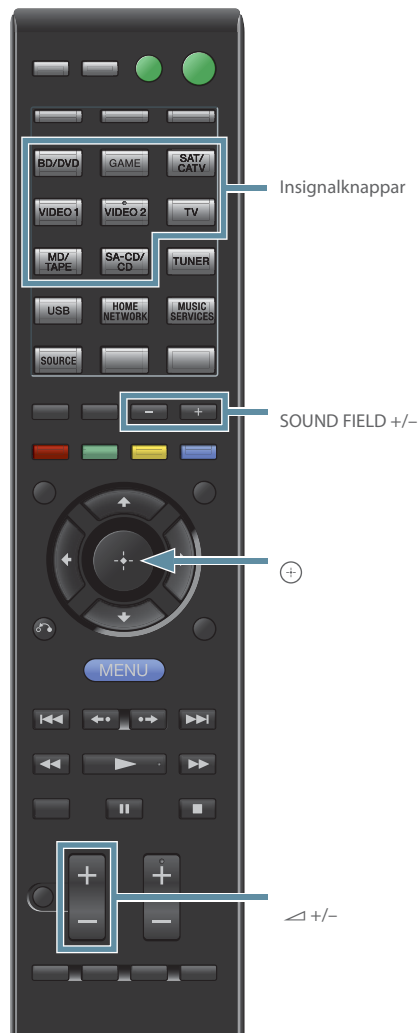 BD/DVD GAME SAT/
CATV
Insignalknappar
VIDEO 1 VIDEO 2 TV
MD/
TAPE SA-CD/
CD TUNER
USB HOME
NETWORK MUSIC
SERVICES
SOURCE
– +
SOUND FIELD +/–
MENU
+ +
– –
+/–